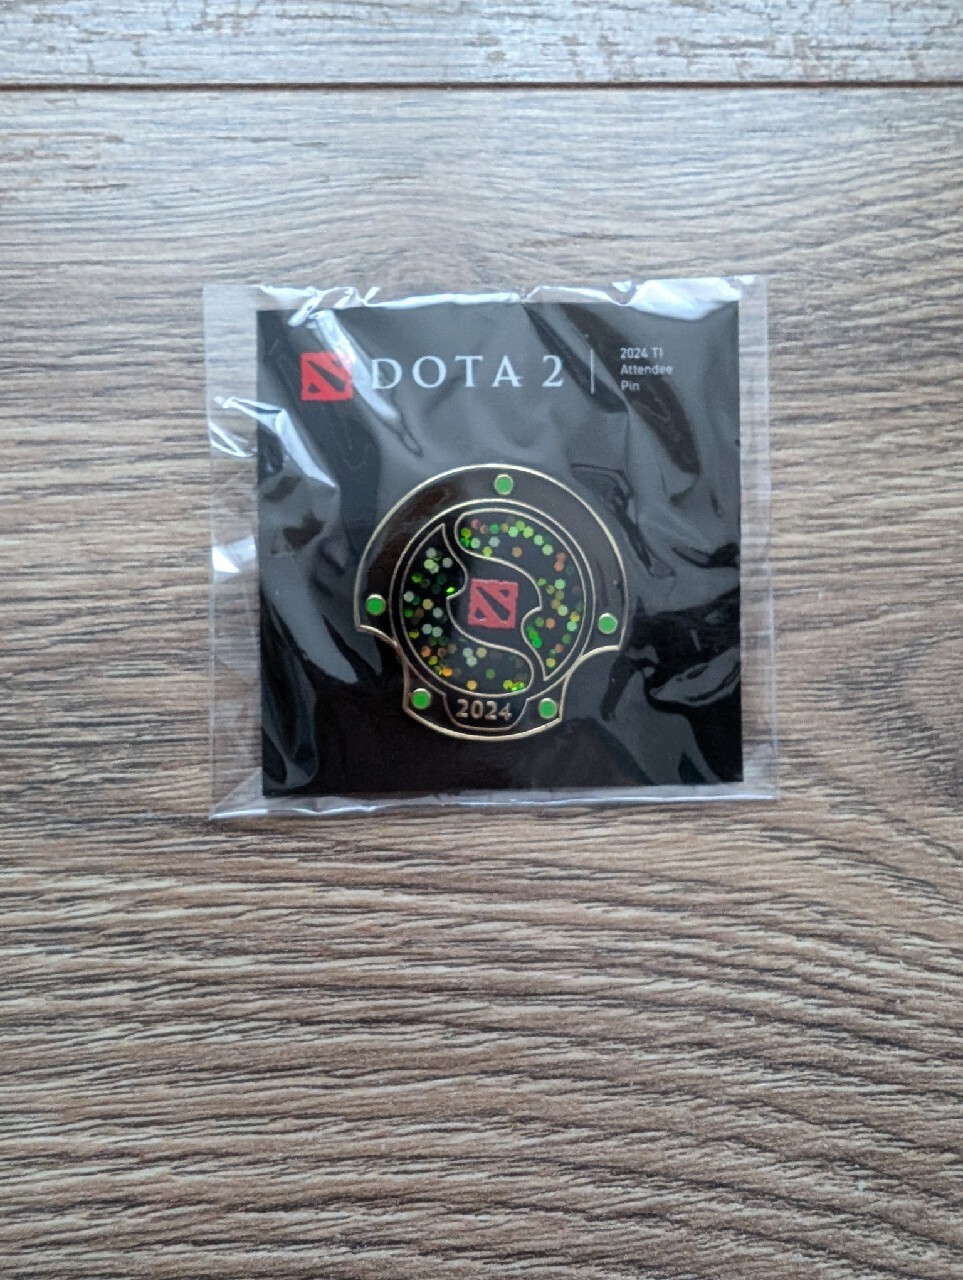 DOTA 2
2024 TI
Attendee
Pin
2024